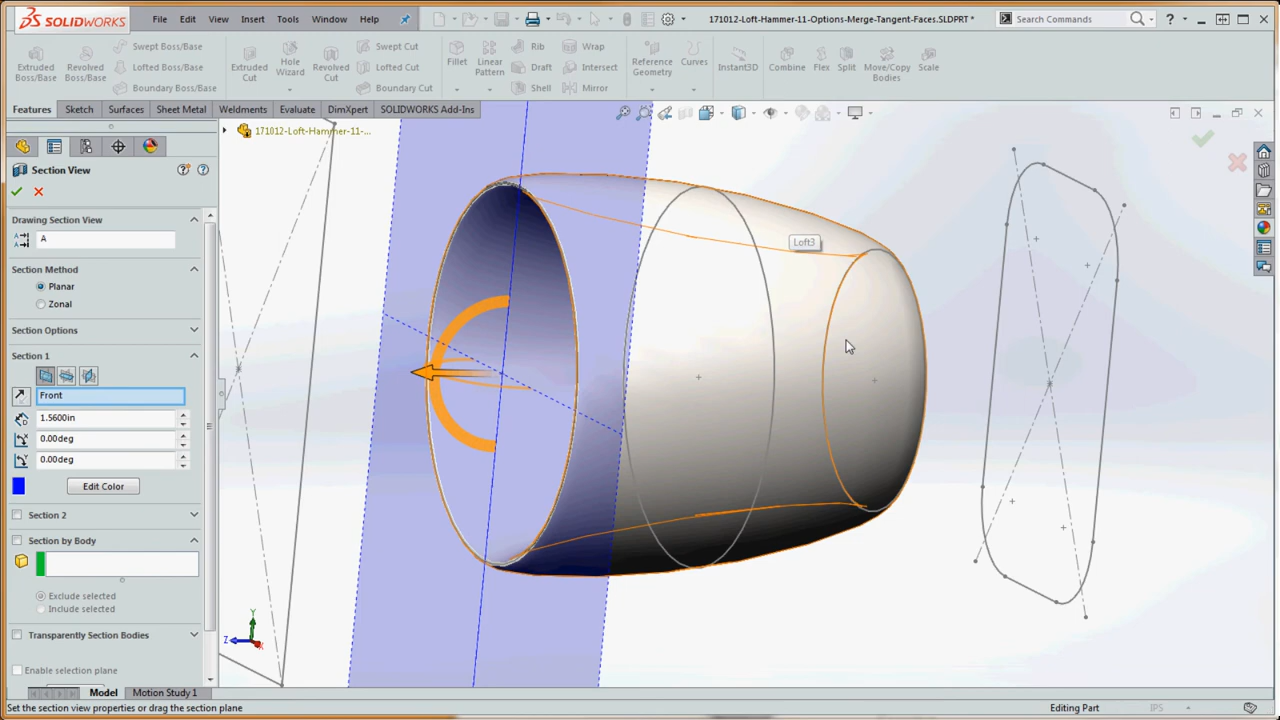 SOLIDWORKS File Edit View Insert Tools Window Help 171012-Loft-Hammer-11-Options-Merge-Tangent-Faces.SLDPRT * Search Commands ?
Extruded Boss/Base
Revolved Boss/Base
Swept Boss/Base
Lofted Boss/Base
Boundary Boss/Base
Extruded Cut
Hole Wizard
Revolved Cut
Swept Cut
Lofted Cut
Boundary Cut
Fillet
Linear Pattern
Rib
Draft
Shell
Wrap
Intersect
Mirror
Reference Geometry
Curves
Instant3D
Combine
Flex
Split
Move/Copy Bodies
Scale
Features Sketch Surfaces Sheet Metal Weldments Evaluate DimXpert SOLIDWORKS Add-Ins
171012-Loft-Hammer-11-...
Section View
Drawing Section View
A
Section Method
Planar
Zonal
Section Options
Section 1
Front
1.5600in
0.00deg
0.00deg
Edit Color
Section 2
Section by Body
Exclude selected
Include selected
Transparently Section Bodies
Enable selection plane
Loft3
Y
Z
X
Model Motion Study 1
Set the section view properties or drag the section plane Editing Part IPS